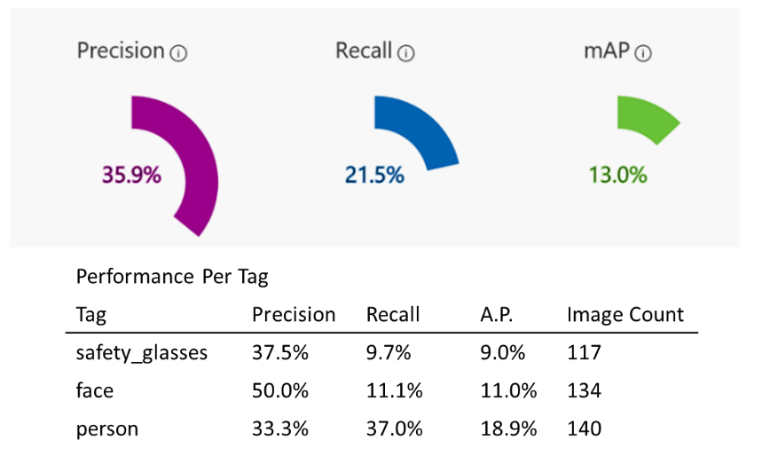 Precision ⓘ Recall ⓘ mAP ⓘ
35.9% 21.5% 13.0%
Performance Per Tag
Tag Precision Recall A.P. Image Count
safety_glasses 37.5% 9.7% 9.0% 117
face 50.0% 11.1% 11.0% 134
person 33.3% 37.0% 18.9% 140